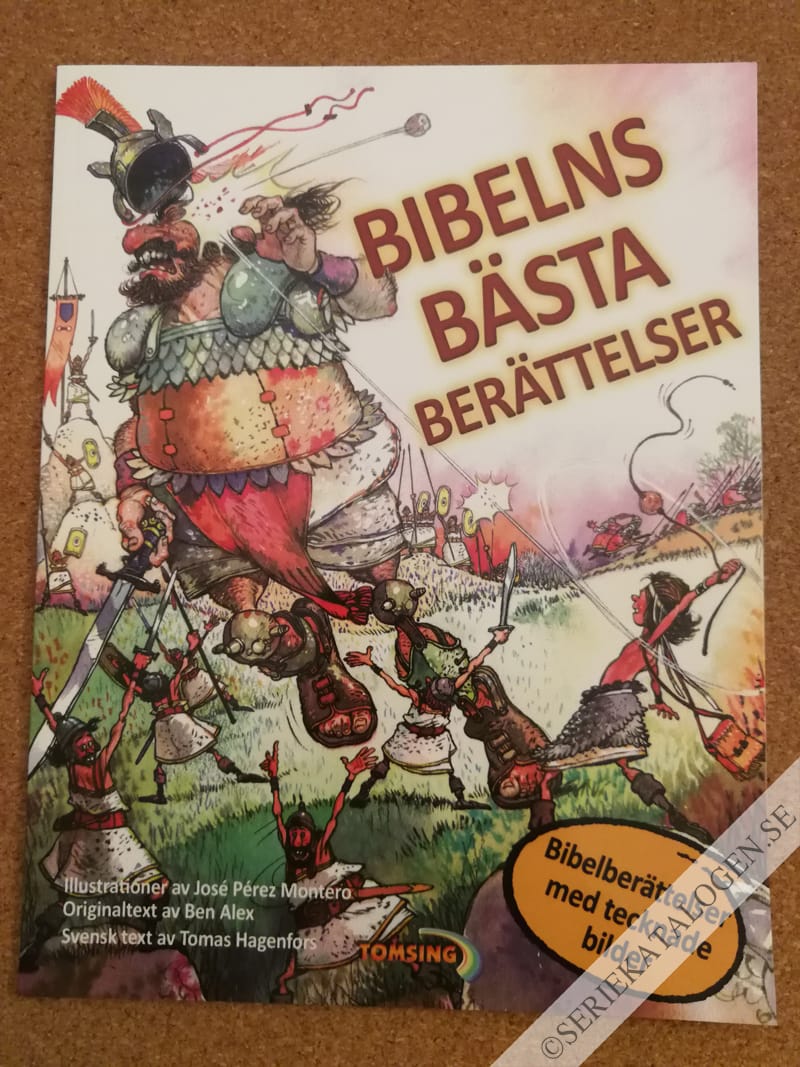 BIBELNS
BÄSTA
BERÄTTELSER
Illustrationer av José Pérez Montero
Originaltext av Ben Alex
Svensk text av Tomas Hagenfors
TOMSING
Bibelberättelser
med tecknade
bilder
©SERIEKATALOGEN.SE